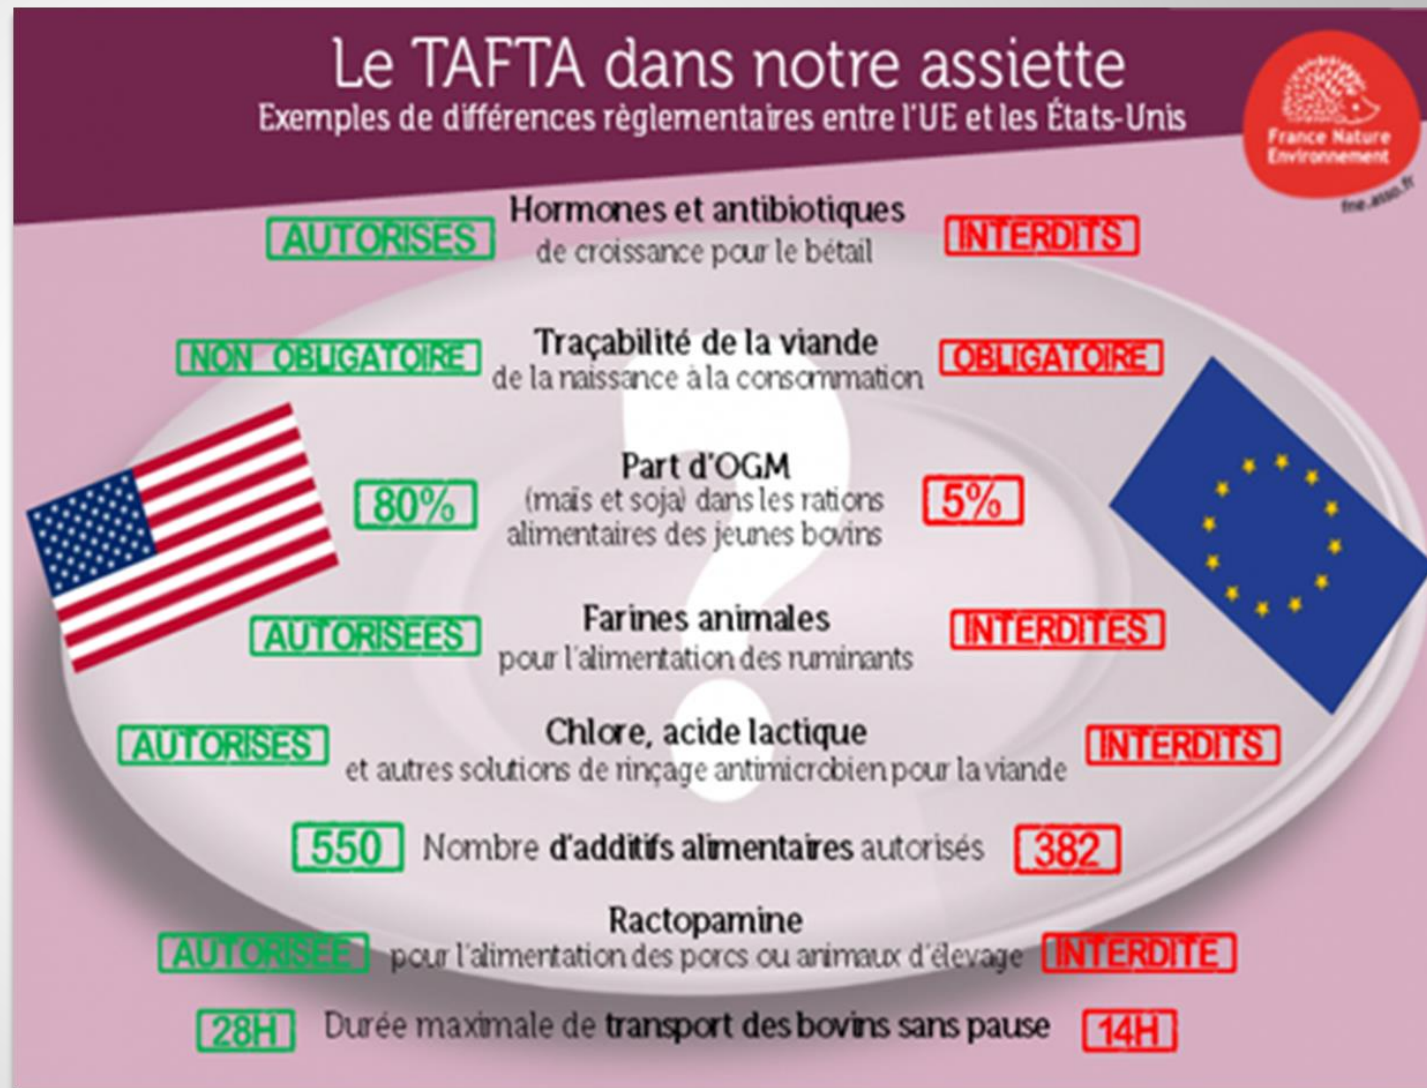 Le TAFTA dans notre assiette
Exemples de différences règlementaires entre l'UE et les États-Unis
France Nature
Environnement
fne.asso.fr
Hormones et antibiotiques
AUTORISES de croissance pour le bétail INTERDITS
Traçabilité de la viande
NON OBLIGATOIRE de la naissance à la consommation OBLIGATOIRE
Part d'OGM
80% (maïs et soja) dans les rations 5%
alimentaires des jeunes bovins
Farines animales
AUTORISEES pour l'alimentation des ruminants INTERDITES
Chlore, acide lactique
AUTORISES et autres solutions de rinçage antimicrobien pour la viande INTERDITS
550 Nombre d'additifs alimentaires autorisés 382
Ractopamine
AUTORISEE pour l'alimentation des porcs ou animaux d'élevage INTERDITE
28H Durée maximale de transport des bovins sans pause 14H